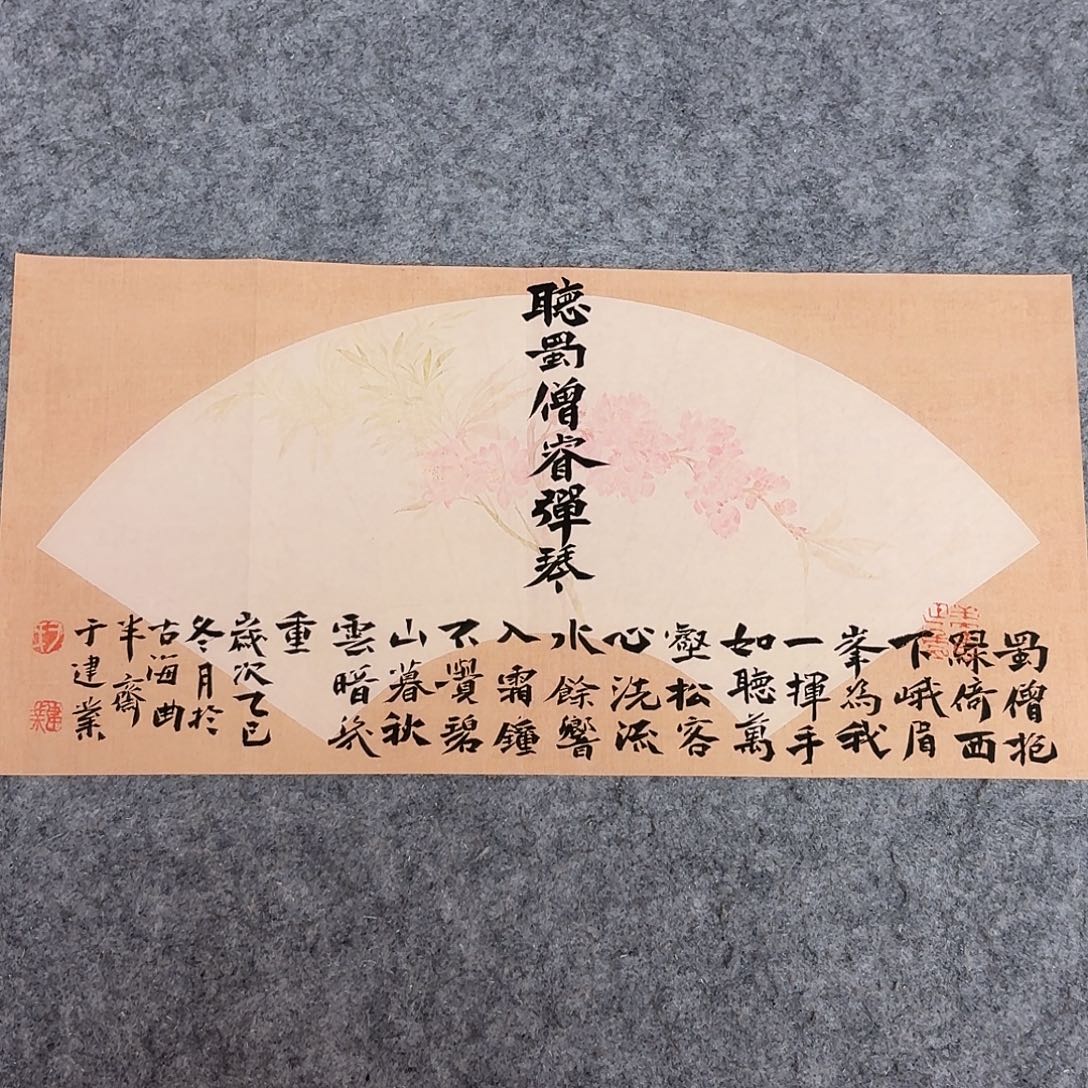 聽蜀僧睿彈琴
蜀僧抱
綠倚西
下峨眉
峯為我
一揮手
如聽萬
壑松客
心洗流
水餘響
入霜鐘
不覺碧
山暮秋
雲暗幾
重
歲次乙巳
冬月於
古海曲
半齋
于建業